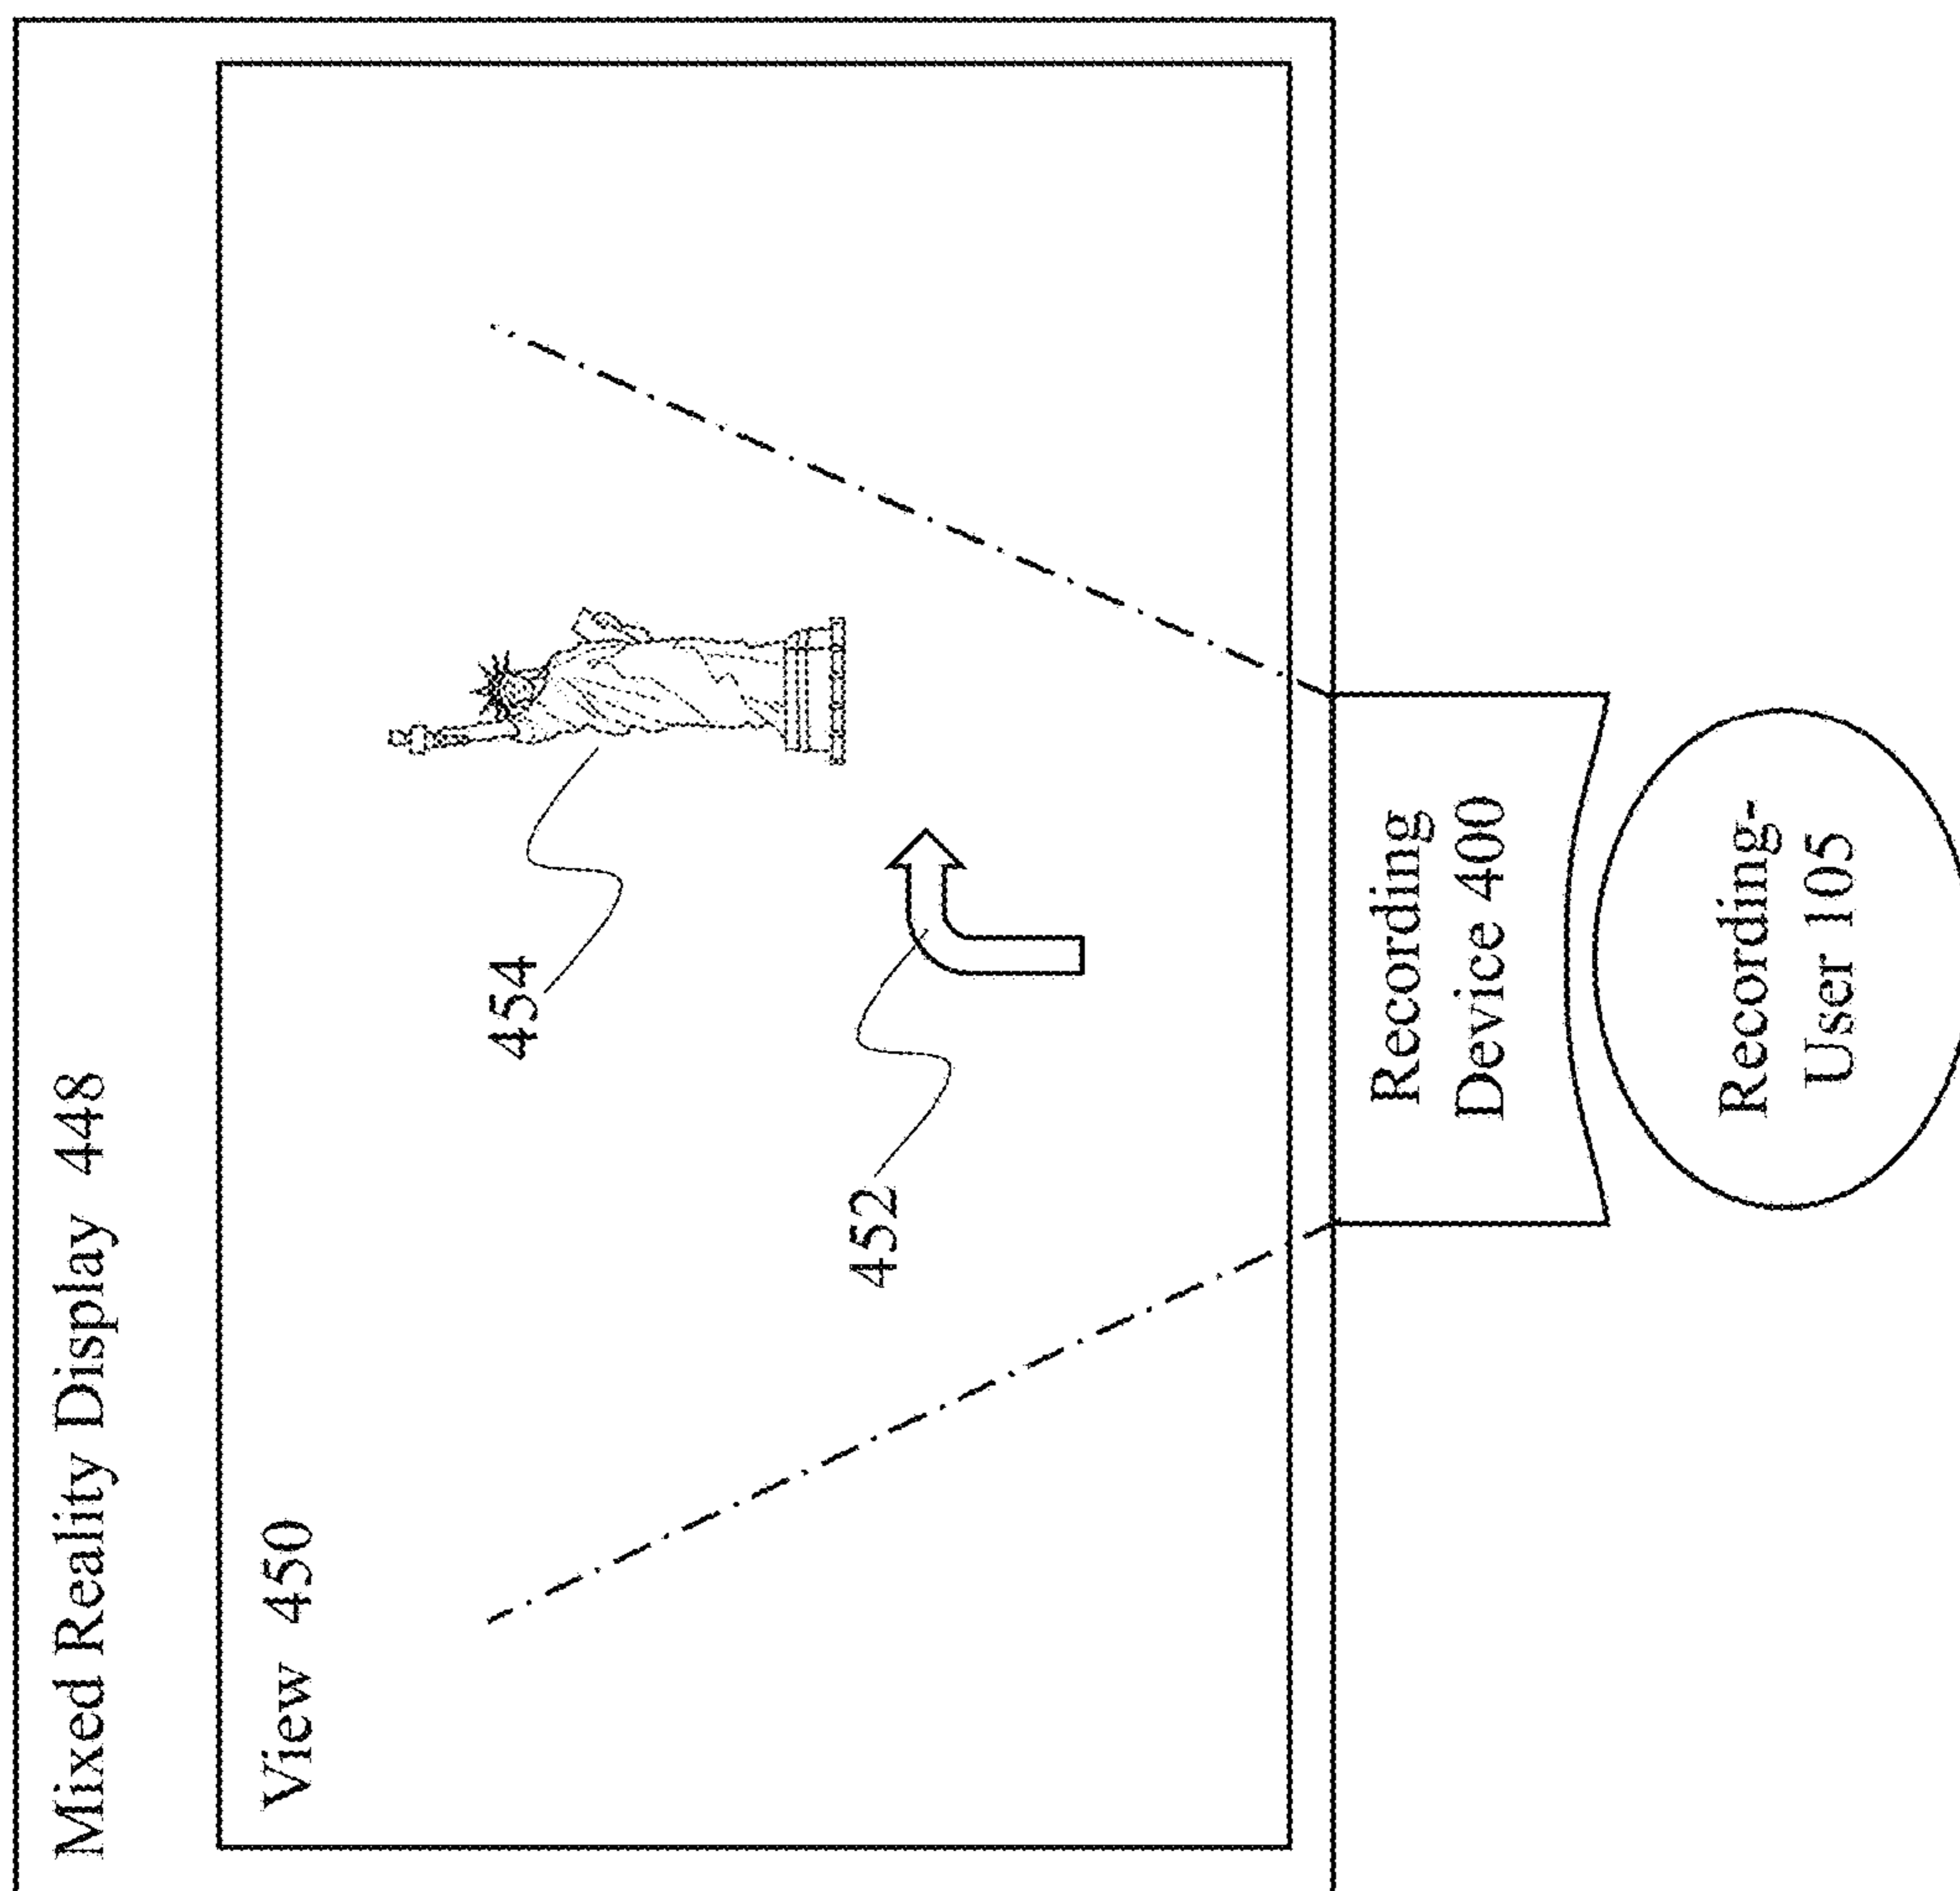 Mixed Reality Display 448
View 450
454
452
Recording
Device 400
Recording-
User 105